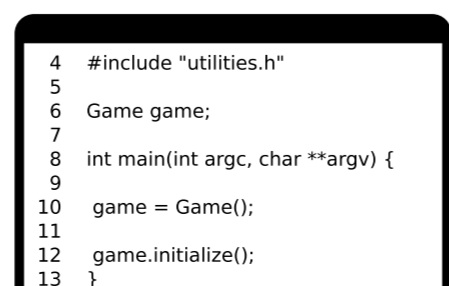 4 #include "utilities.h"
5
6 Game game;
7
8 int main(int argc, char **argv) {
9
10 game = Game();
11
12 game.initialize();
13 }